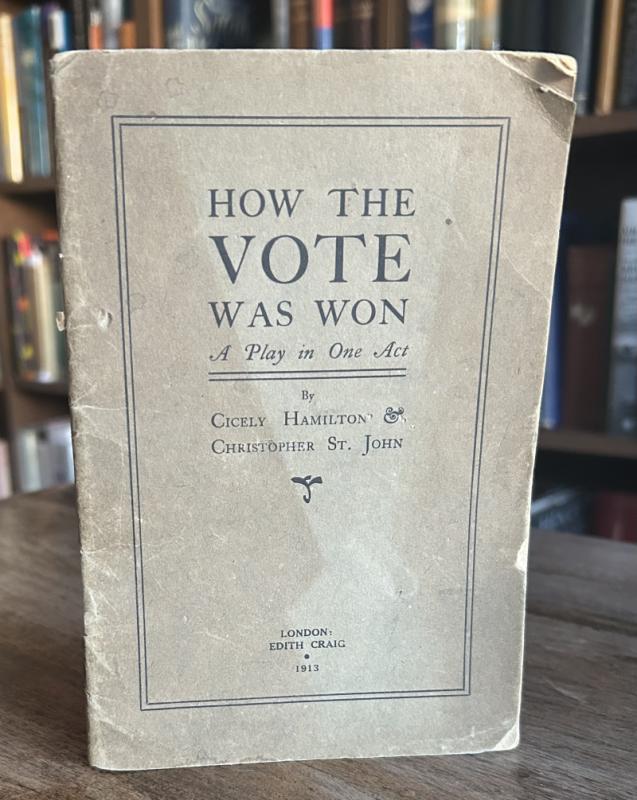 HOW THE
VOTE
WAS WON
A Play in One Act
By
CICELY HAMILTON &
CHRISTOPHER ST. JOHN
LONDON:
EDITH CRAIG
1913